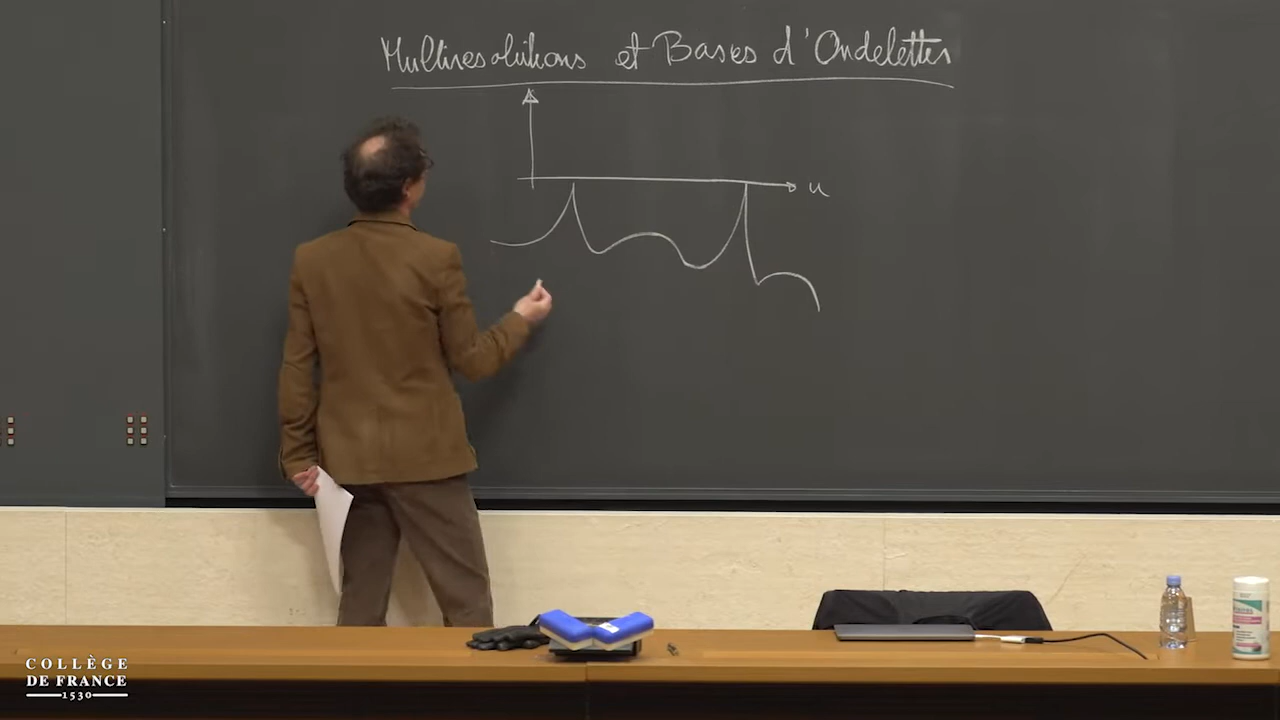 Multiresolutions et Bases d'Ondelettes
u
COLLÈGE
DE FRANCE
1530